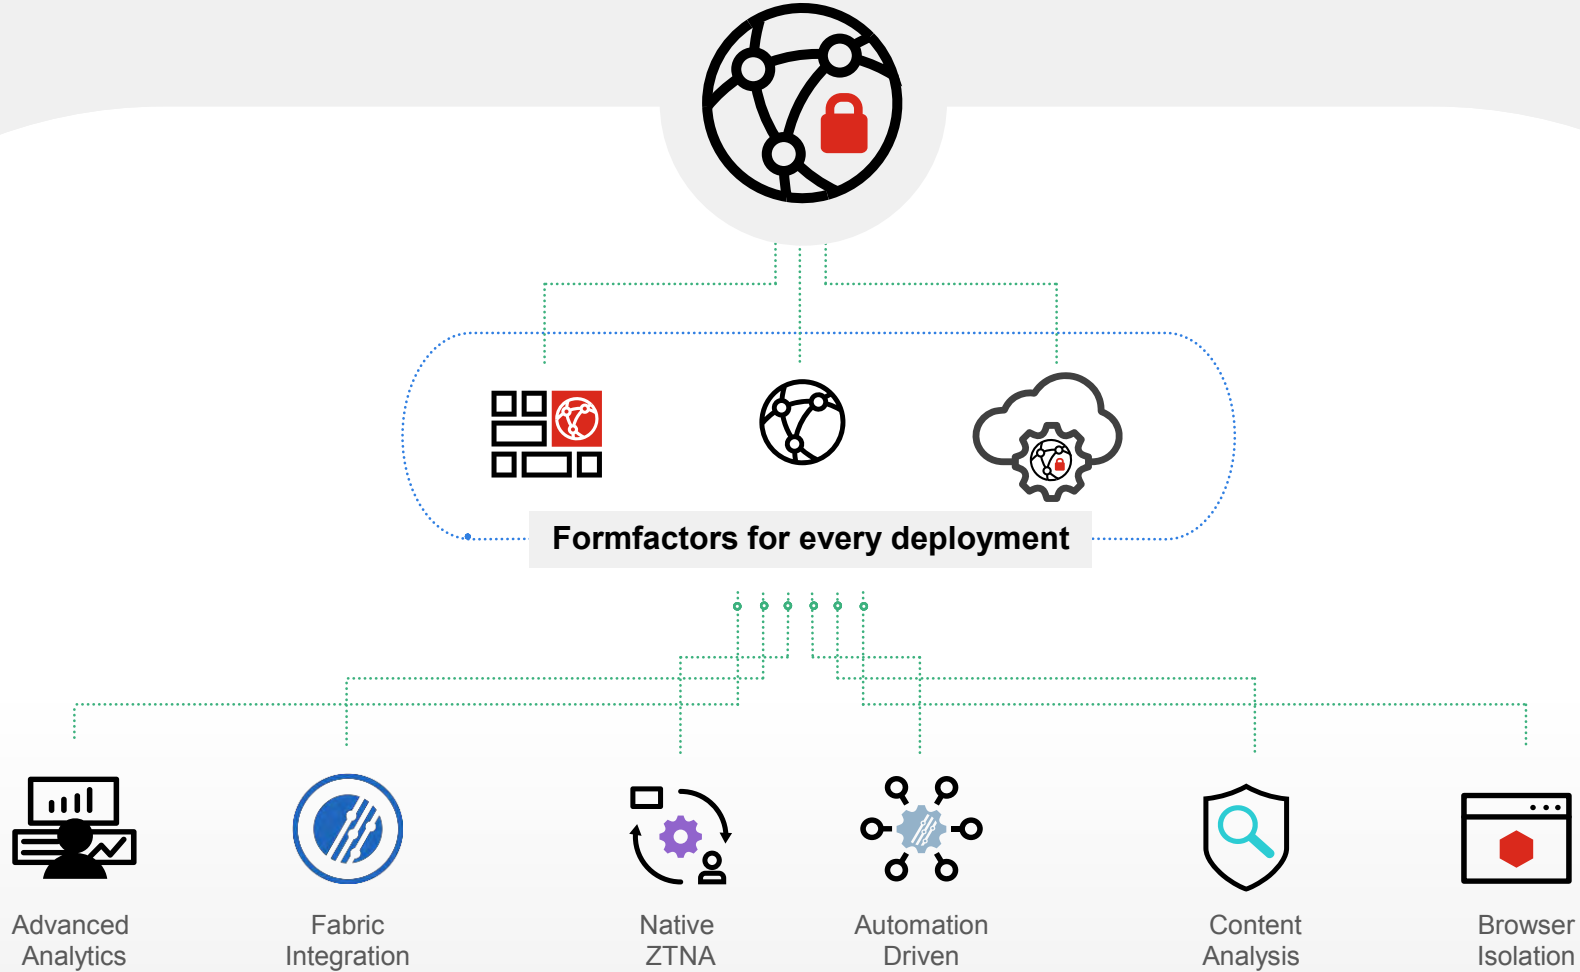 Formfactors for every deployment
Advanced
Analytics
Fabric
Integration
Native
ZTNA
Automation
Driven
Content
Analysis
Browser
Isolation